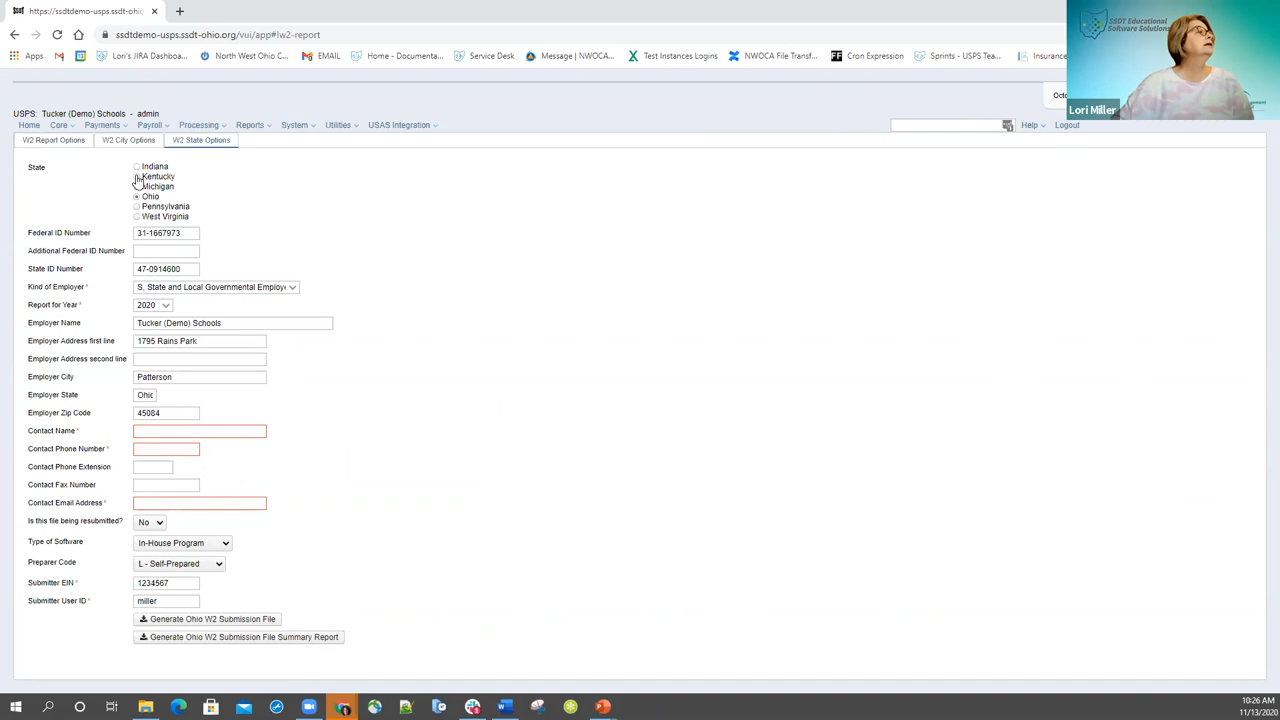 https://ssdtdemo-usps.ssdt-ohio
ssdtdemo-usps.ssdt-ohio.org/vui/app#!w2-report
Apps
Lori's JIRA Dashboa...
North West Ohio C...
EMAIL
Home - Documenta...
Service Desk
Message | NWOCA...
Test Instances Logins
NWOCA File Transf...
Cron Expression
Sprints - USPS Tea...
Insurance
SSDT Educational
Software Solutions
Lori Miller
USPS: Tucker (Demo) Schools - admin
Home
Core
Payments
Payroll
Processing
Reports
System
Utilities
USAS Integration
Help
Logout
W2 Report Options
W2 City Options
W2 State Options
State
Indiana
Kentucky
Michigan
Ohio
Pennsylvania
West Virginia
Federal ID Number 31-1667973
Additional Federal ID Number
State ID Number 47-0914600
Kind of Employer * S, State and Local Governmental Employ
Report for Year * 2020
Employer Name Tucker (Demo) Schools
Employer Address first line 1795 Rains Park
Employer Address second line
Employer City Patterson
Employer State Ohio
Employer Zip Code 45084
Contact Name *
Contact Phone Number *
Contact Phone Extension
Contact Fax Number
Contact Email Address *
Is this file being resubmitted? No
Type of Software In-House Program
Preparer Code L - Self-Prepared
Submitter EIN * 1234567
Submitter User ID * miller
Generate Ohio W2 Submission File
Generate Ohio W2 Submission File Summary Report
10:26 AM
11/13/2020